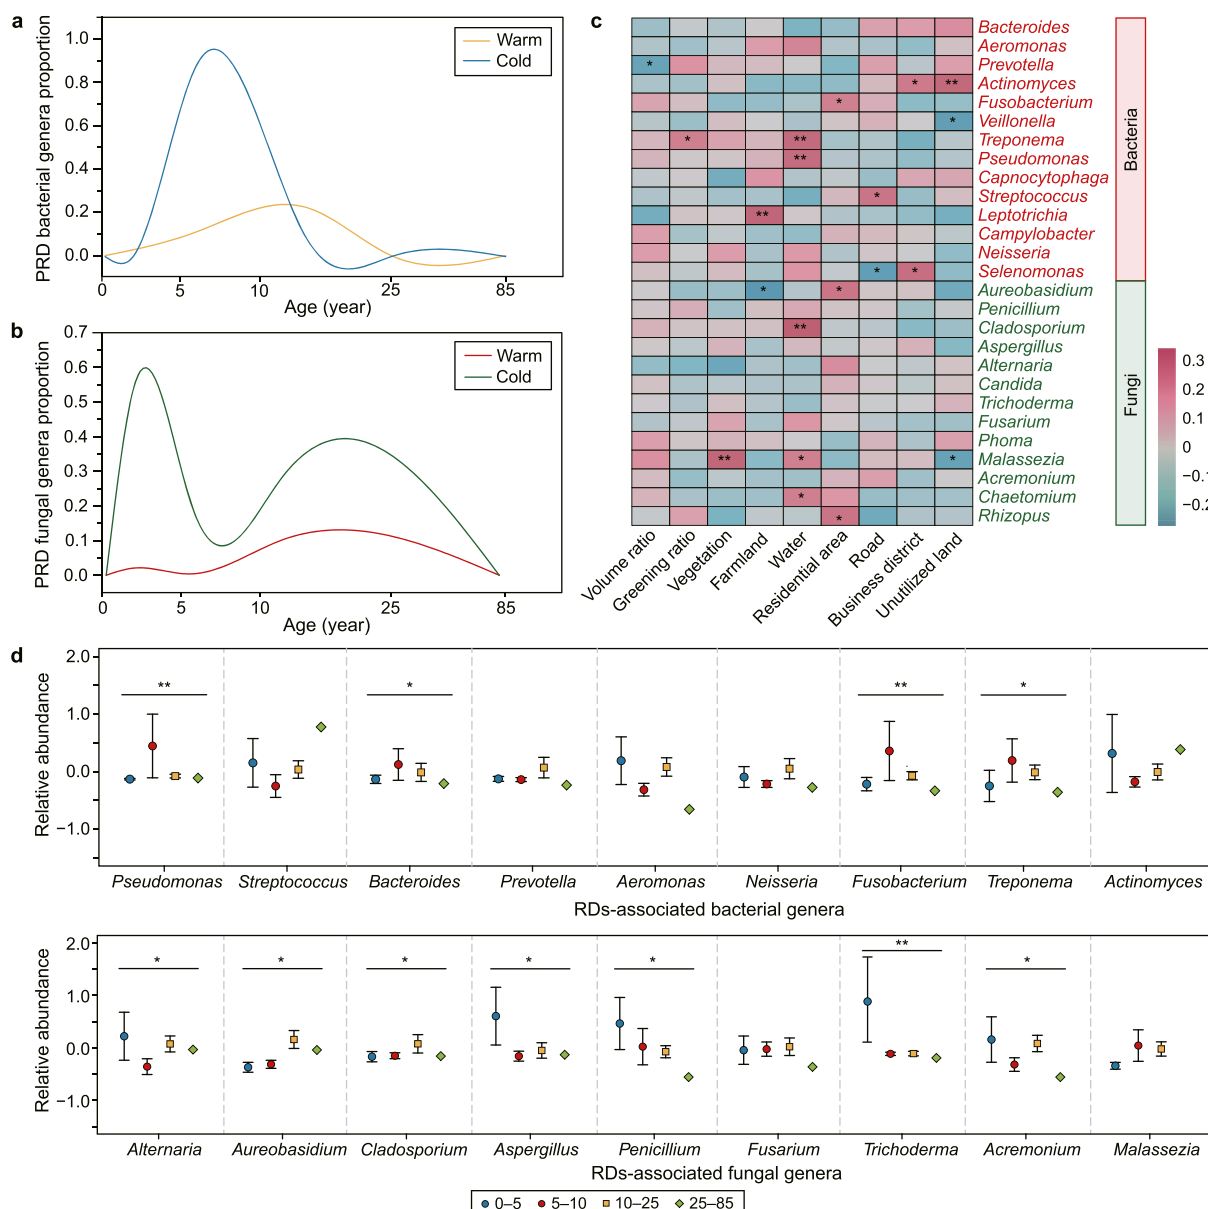 a
PRD bacterial genera proportion
1.0
0.8
0.6
0.4
0.2
0.0
Warm
Cold
0 5 10 25 85
Age (year)
b
PRD fungal genera proportion
0.7
0.6
0.5
0.4
0.3
0.2
0.1
0.0
Warm
Cold
0 5 10 25 85
Age (year)
c
Bacteroides
Aeromonas
* Prevotella
* ** Actinomyces
* Fusobacterium
* Veillonella
* ** Treponema
** Pseudomonas
Capnocytophaga
* Streptococcus
** Leptotrichia
Campylobacter
Neisseria
* * Selenomonas
* * Aureobasidium
Penicillium
** Cladosporium
Aspergillus
Alternaria
Candida
Trichoderma
Fusarium
Phoma
** * * Malassezia
Acremonium
* Chaetomium
* Rhizopus
Bacteria
Fungi
0.3
0.2
0.1
0
−0.1
−0.2
Volume ratio
Greening ratio
Vegetation
Farmland
Water
Residential area
Road
Business district
Unutilized land
d
Relative abundance
2.0
1.0
0.0
−1.0
** * ** *
Pseudomonas Streptococcus Bacteroides Prevotella Aeromonas Neisseria Fusobacterium Treponema Actinomyces
RDs-associated bacterial genera
Relative abundance
2.0
1.0
0.0
−1.0
* * * * * ** *
Alternaria Aureobasidium Cladosporium Aspergillus Penicillium Fusarium Trichoderma Acremonium Malassezia
RDs-associated fungal genera
0–5 5–10 10–25 25–85